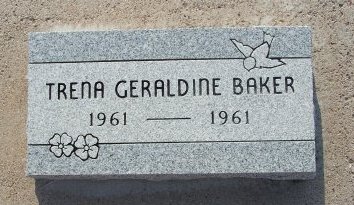 TRENA GERALDINE BAKER
1961 — 1961